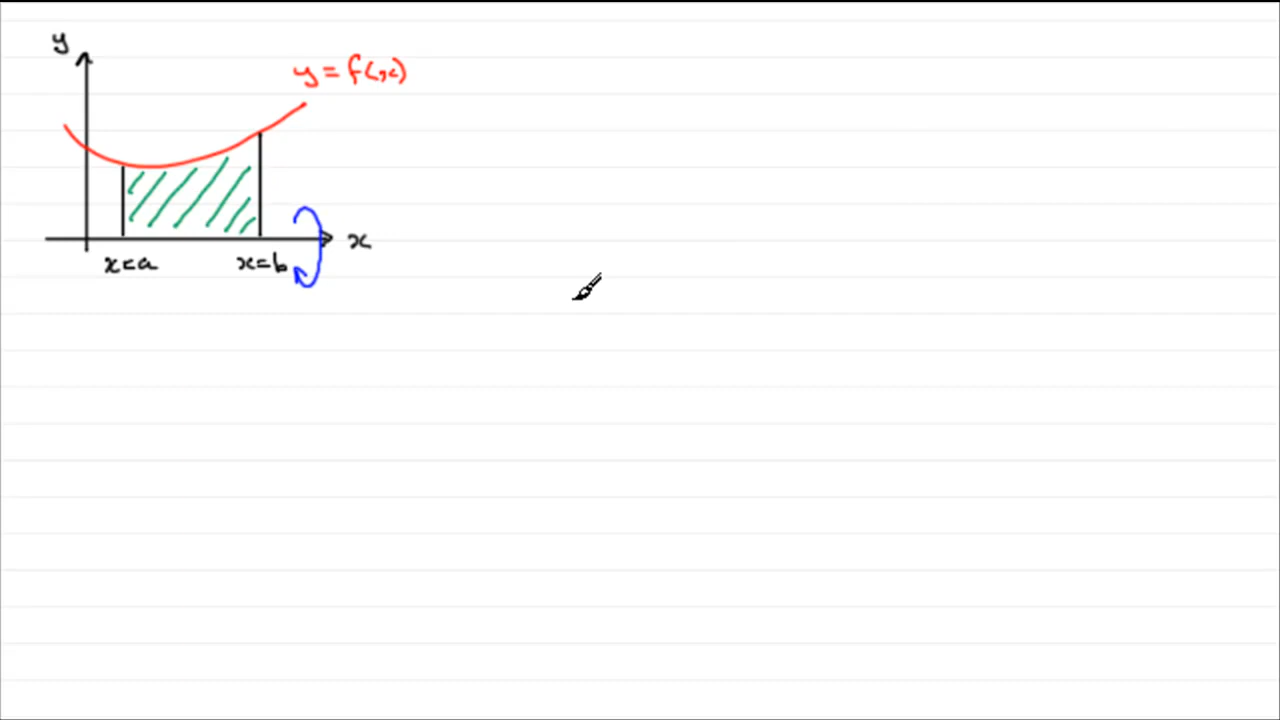 y
y = f(x)
x
x=a
x=b